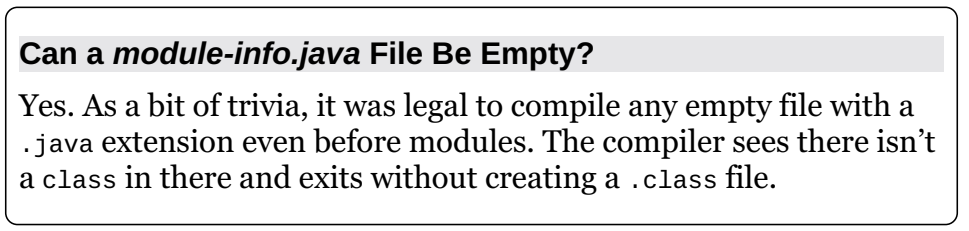 Can a module-info.java File Be Empty?
Yes. As a bit of trivia, it was legal to compile any empty file with a
.java extension even before modules. The compiler sees there isn’t
a class in there and exits without creating a .class file.